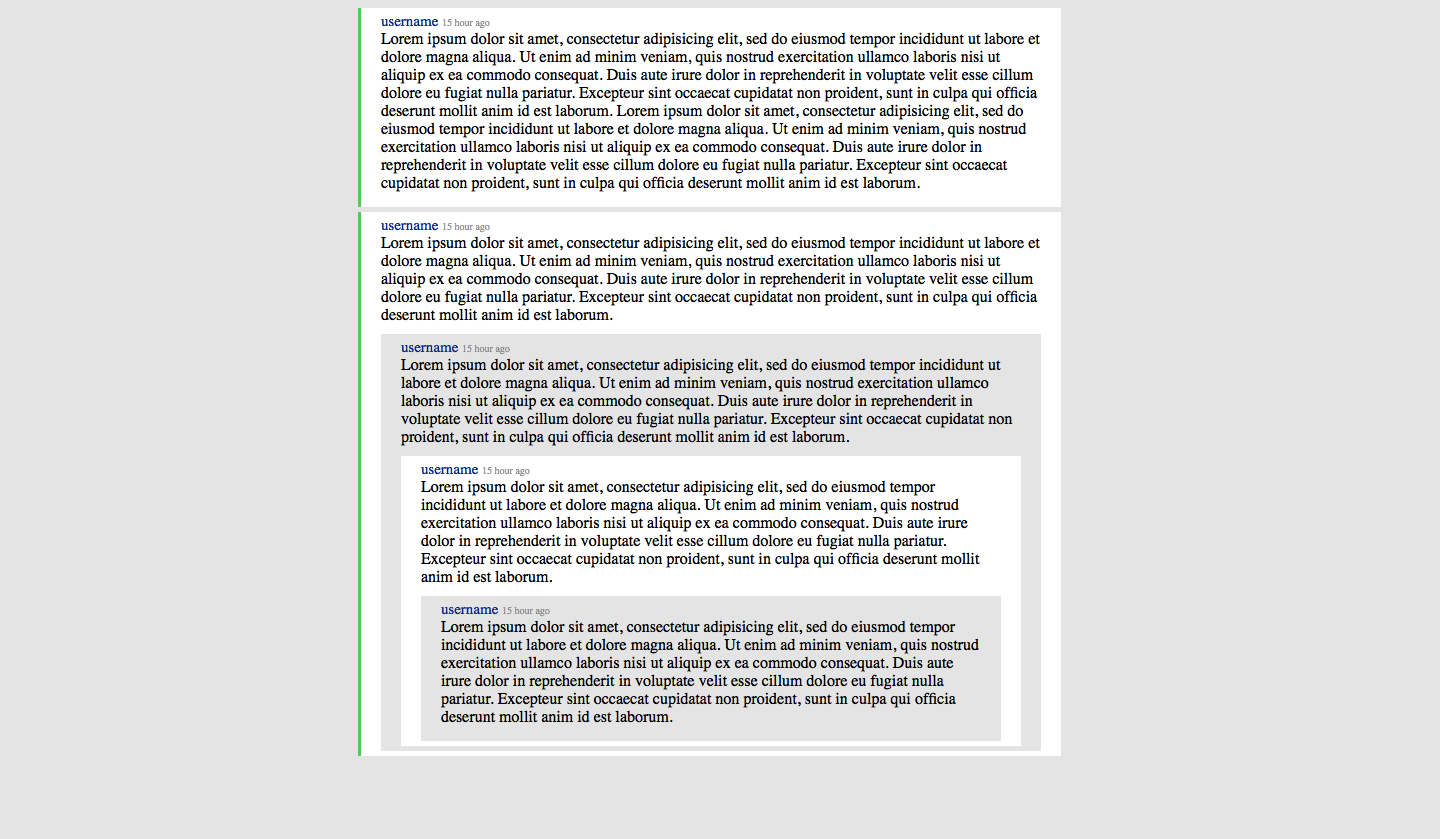 username 15 hour ago
Lorem ipsum dolor sit amet, consectetur adipisicing elit, sed do eiusmod tempor incididunt ut labore et
dolore magna aliqua. Ut enim ad minim veniam, quis nostrud exercitation ullamco laboris nisi ut
aliquip ex ea commodo consequat. Duis aute irure dolor in reprehenderit in voluptate velit esse cillum
dolore eu fugiat nulla pariatur. Excepteur sint occaecat cupidatat non proident, sunt in culpa qui officia
deserunt mollit anim id est laborum. Lorem ipsum dolor sit amet, consectetur adipisicing elit, sed do
eiusmod tempor incididunt ut labore et dolore magna aliqua. Ut enim ad minim veniam, quis nostrud
exercitation ullamco laboris nisi ut aliquip ex ea commodo consequat. Duis aute irure dolor in
reprehenderit in voluptate velit esse cillum dolore eu fugiat nulla pariatur. Excepteur sint occaecat
cupidatat non proident, sunt in culpa qui officia deserunt mollit anim id est laborum.
username 15 hour ago
Lorem ipsum dolor sit amet, consectetur adipisicing elit, sed do eiusmod tempor incididunt ut labore et
dolore magna aliqua. Ut enim ad minim veniam, quis nostrud exercitation ullamco laboris nisi ut
aliquip ex ea commodo consequat. Duis aute irure dolor in reprehenderit in voluptate velit esse cillum
dolore eu fugiat nulla pariatur. Excepteur sint occaecat cupidatat non proident, sunt in culpa qui officia
deserunt mollit anim id est laborum.
username 15 hour ago
Lorem ipsum dolor sit amet, consectetur adipisicing elit, sed do eiusmod tempor incididunt ut
labore et dolore magna aliqua. Ut enim ad minim veniam, quis nostrud exercitation ullamco
laboris nisi ut aliquip ex ea commodo consequat. Duis aute irure dolor in reprehenderit in
voluptate velit esse cillum dolore eu fugiat nulla pariatur. Excepteur sint occaecat cupidatat non
proident, sunt in culpa qui officia deserunt mollit anim id est laborum.
username 15 hour ago
Lorem ipsum dolor sit amet, consectetur adipisicing elit, sed do eiusmod tempor
incididunt ut labore et dolore magna aliqua. Ut enim ad minim veniam, quis nostrud
exercitation ullamco laboris nisi ut aliquip ex ea commodo consequat. Duis aute irure
dolor in reprehenderit in voluptate velit esse cillum dolore eu fugiat nulla pariatur.
Excepteur sint occaecat cupidatat non proident, sunt in culpa qui officia deserunt mollit
anim id est laborum.
username 15 hour ago
Lorem ipsum dolor sit amet, consectetur adipisicing elit, sed do eiusmod tempor
incididunt ut labore et dolore magna aliqua. Ut enim ad minim veniam, quis nostrud
exercitation ullamco laboris nisi ut aliquip ex ea commodo consequat. Duis aute
irure dolor in reprehenderit in voluptate velit esse cillum dolore eu fugiat nulla
pariatur. Excepteur sint occaecat cupidatat non proident, sunt in culpa qui officia
deserunt mollit anim id est laborum.